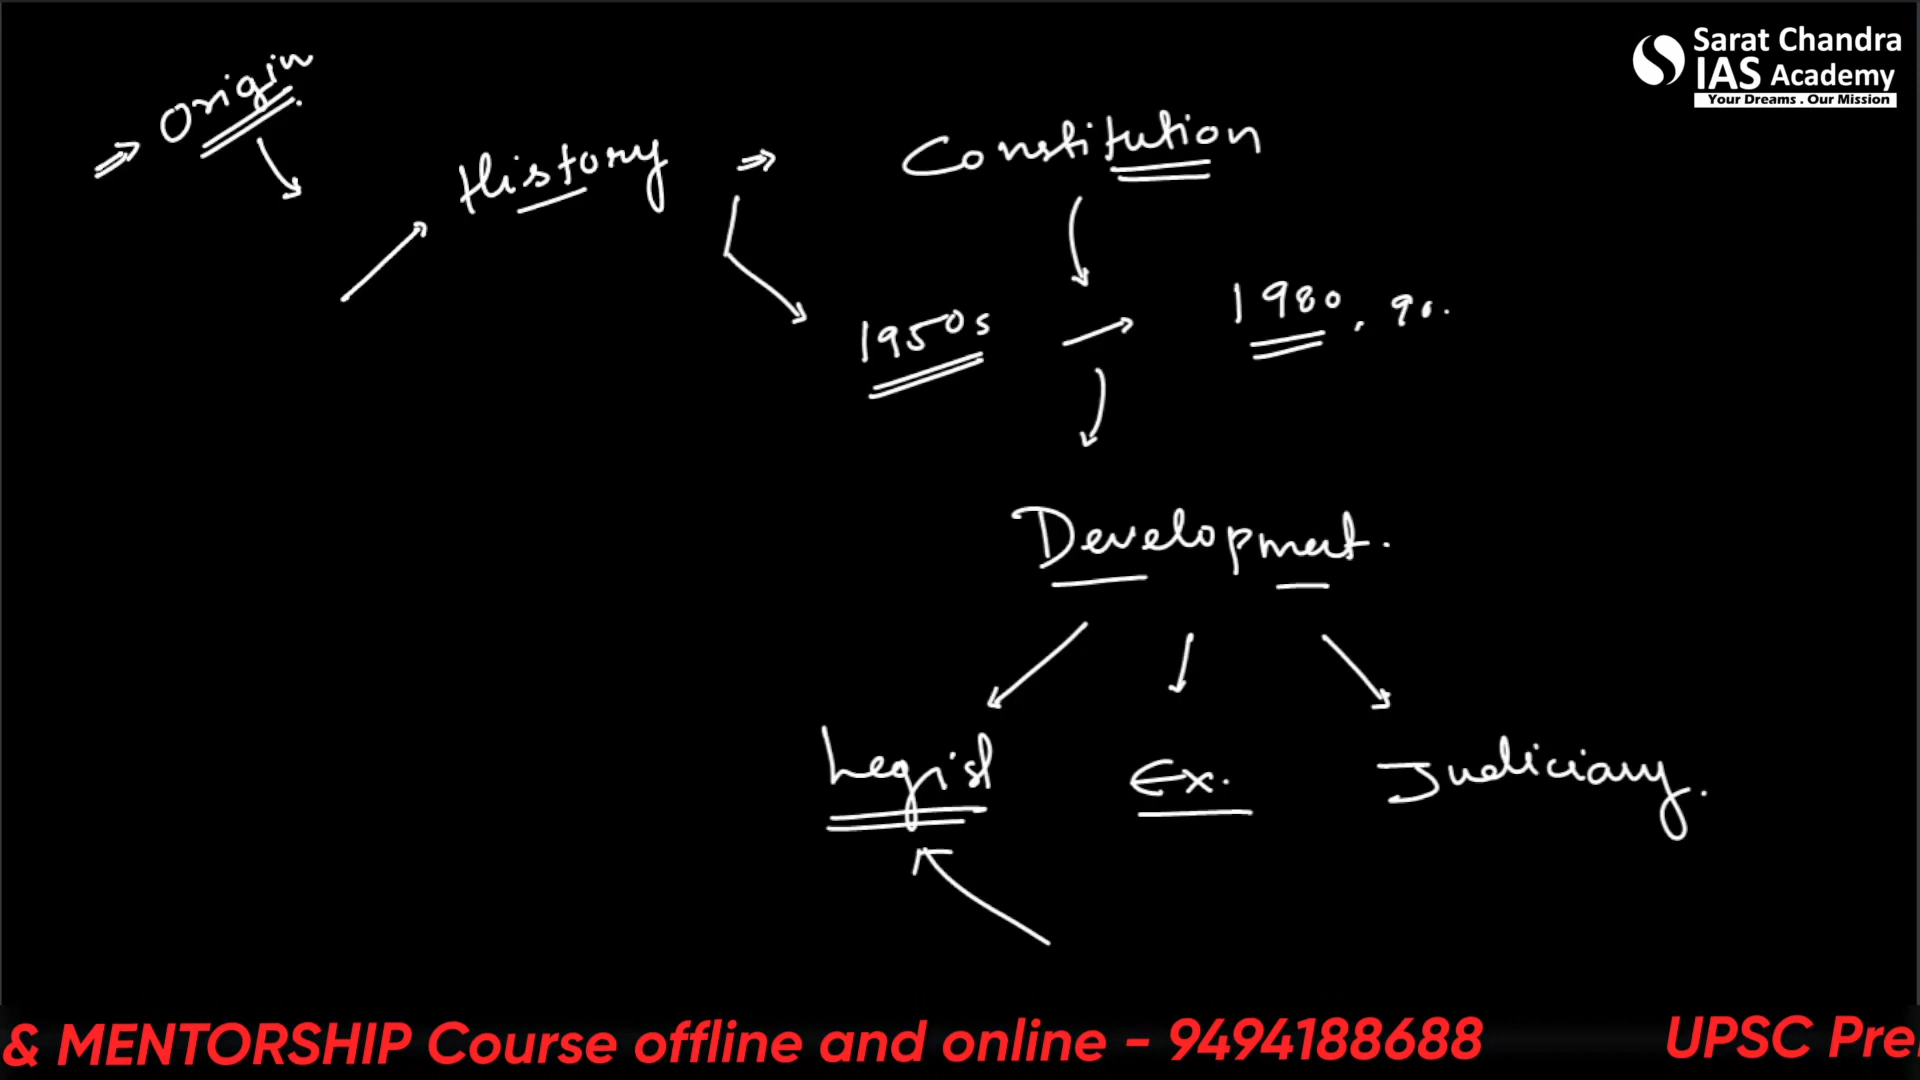 Sarat Chandra
IAS Academy
Your Dreams . Our Mission
⇒ Origin
History ⇒ Constitution
1950s → 1980, 90.
Development.
Legisl Ex. Judiciary.
& MENTORSHIP Course offline and online - 9494188688 UPSC Prel